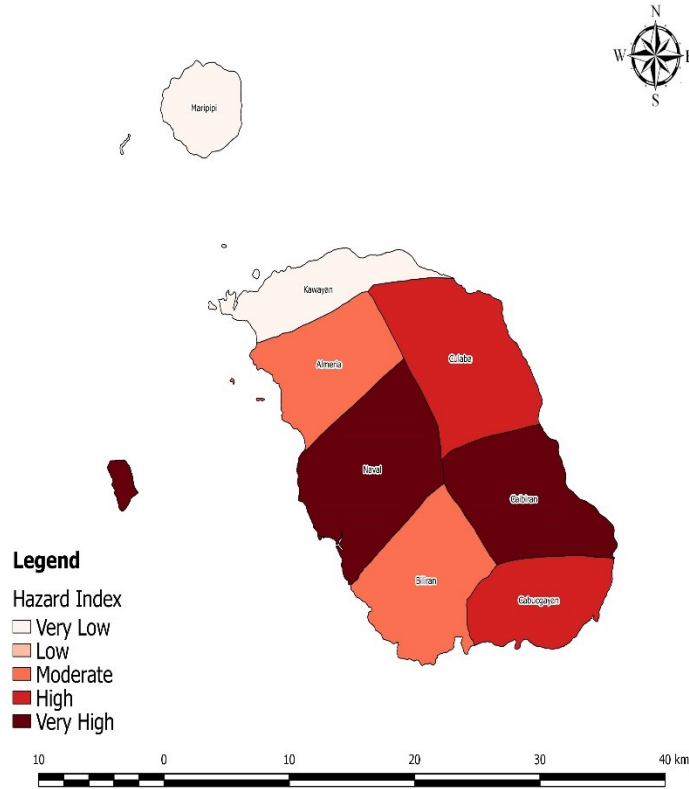 N
W
E
S
Maripipi
Kawayan
Culaba
Almeria
Naval
Caibiran
Biliran
Cabucgayan
Legend
Hazard Index
Very Low
Low
Moderate
High
Very High
10 0 10 20 30 40 km